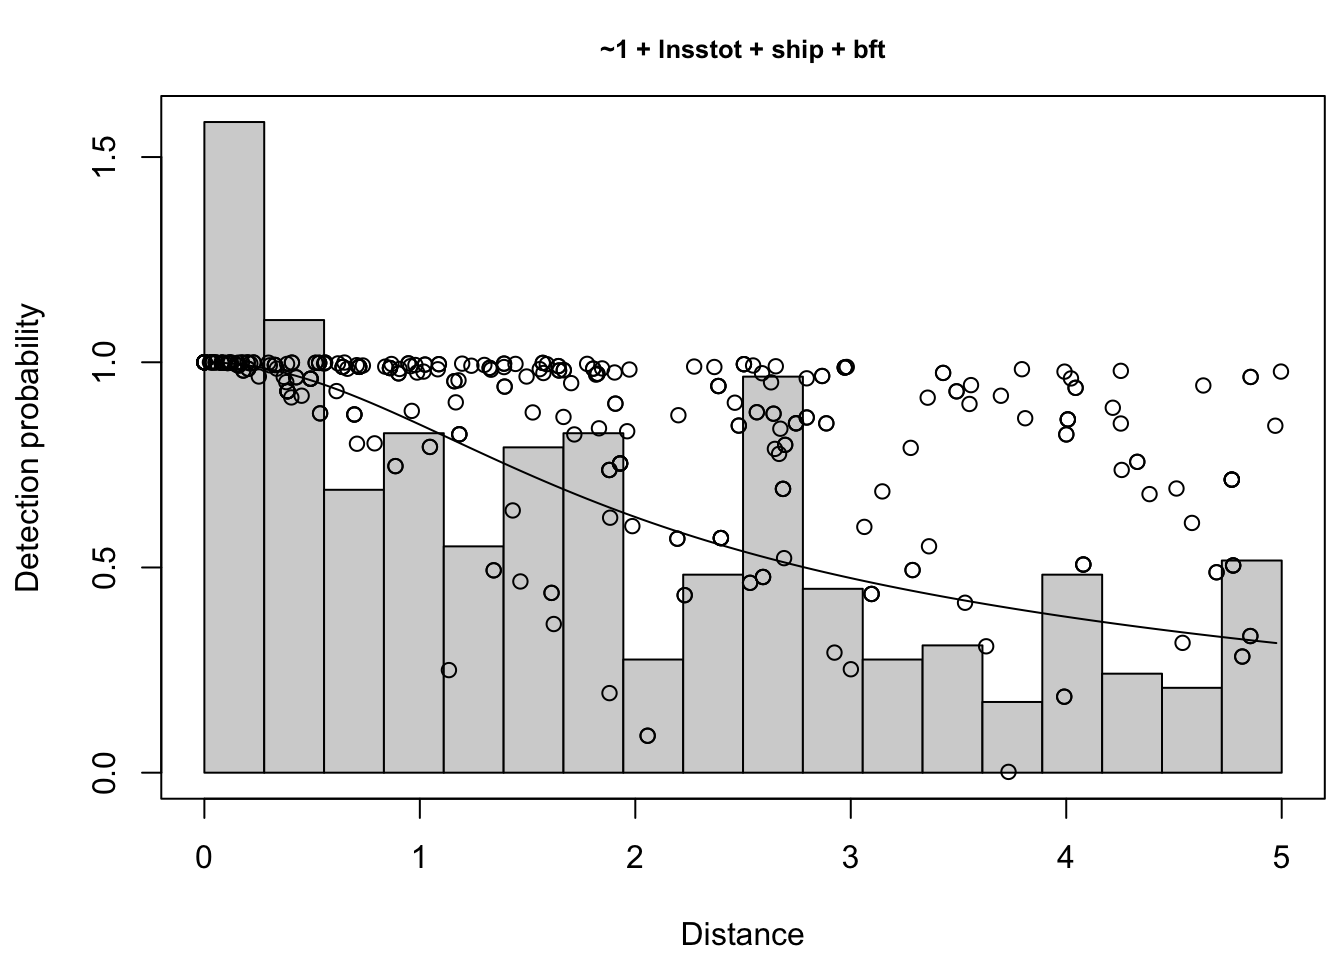 ~1 + lnsstot + ship + bft
Detection probability
1.5
1.0
0.5
0.0
0 1 2 3 4 5
Distance